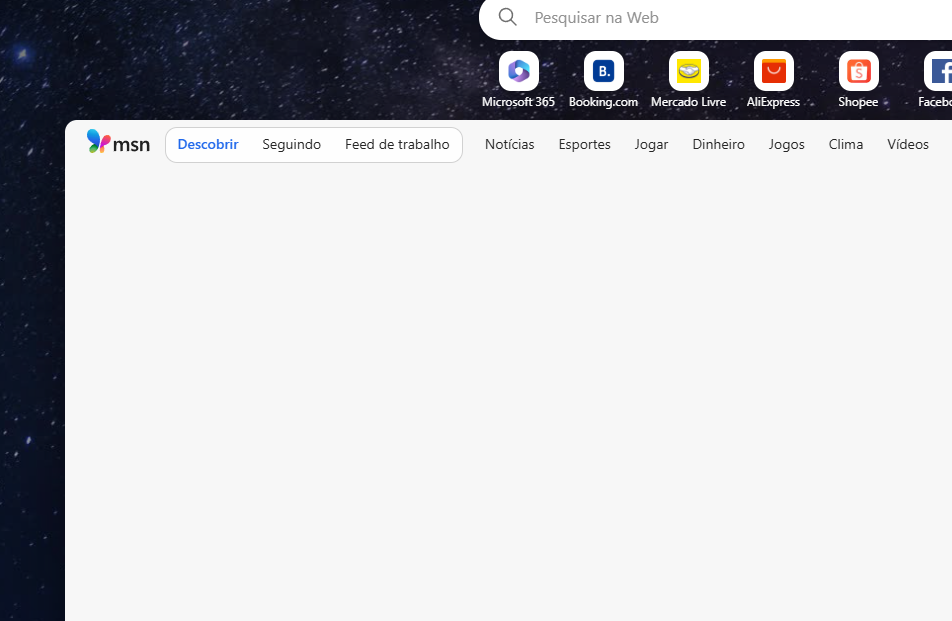 Pesquisar na Web
Microsoft 365 Booking.com Mercado Livre AliExpress Shopee
msn Descobrir Seguindo Feed de trabalho Notícias Esportes Jogar Dinheiro Jogos Clima Vídeos